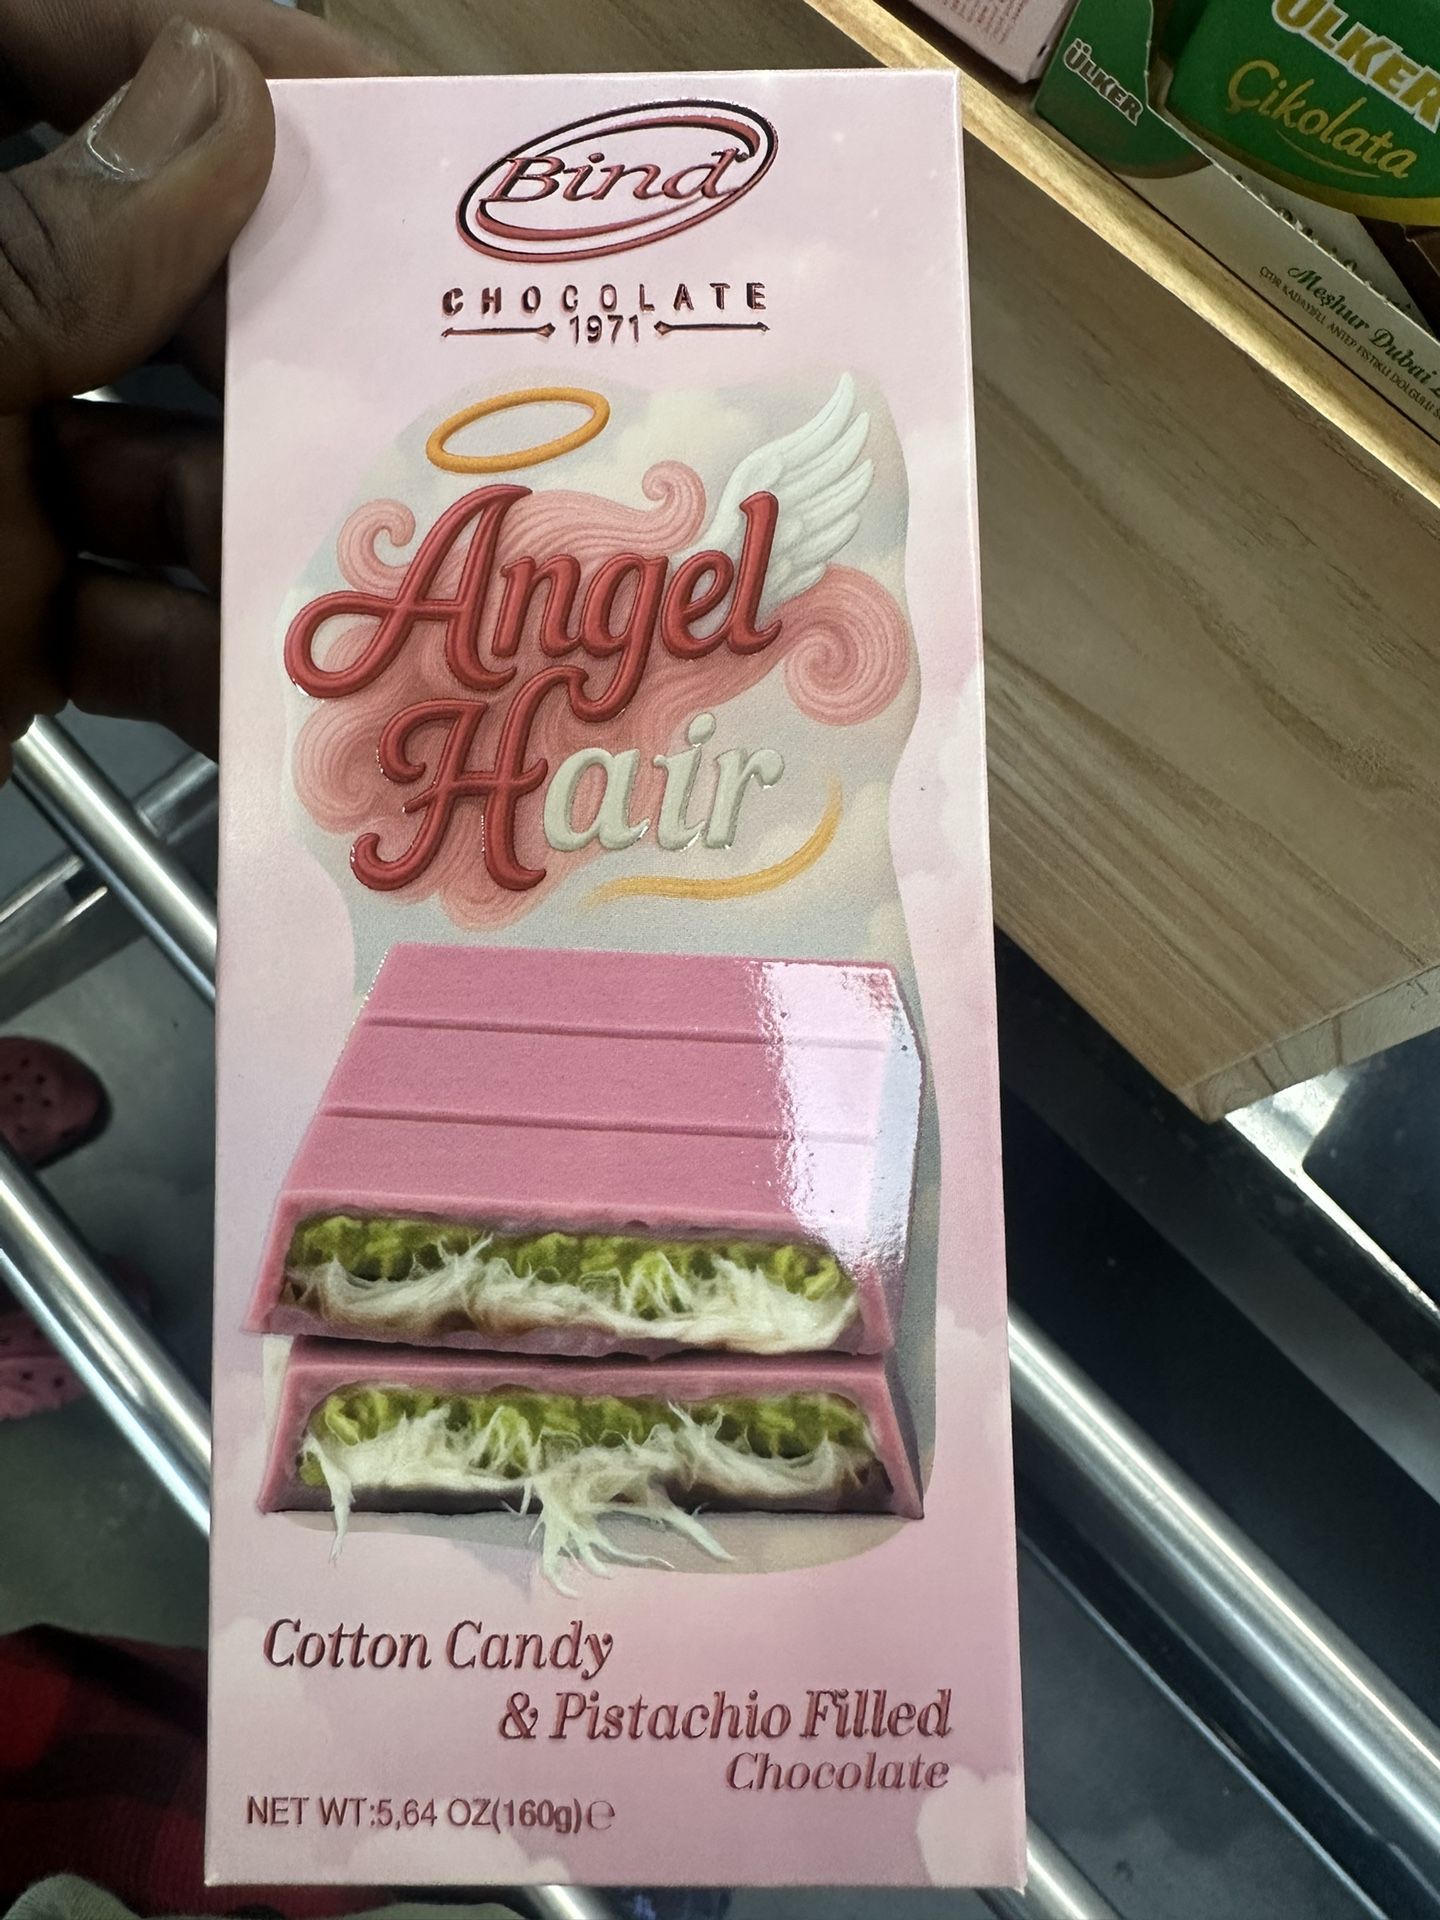 Bind
CHOCOLATE
1971
Angel
Hair
Cotton Candy
& Pistachio Filled
Chocolate
NET WT:5,64 OZ(160g)℮
ÜLKER
ÜLKER
Çikolata
Meşhur Dubai